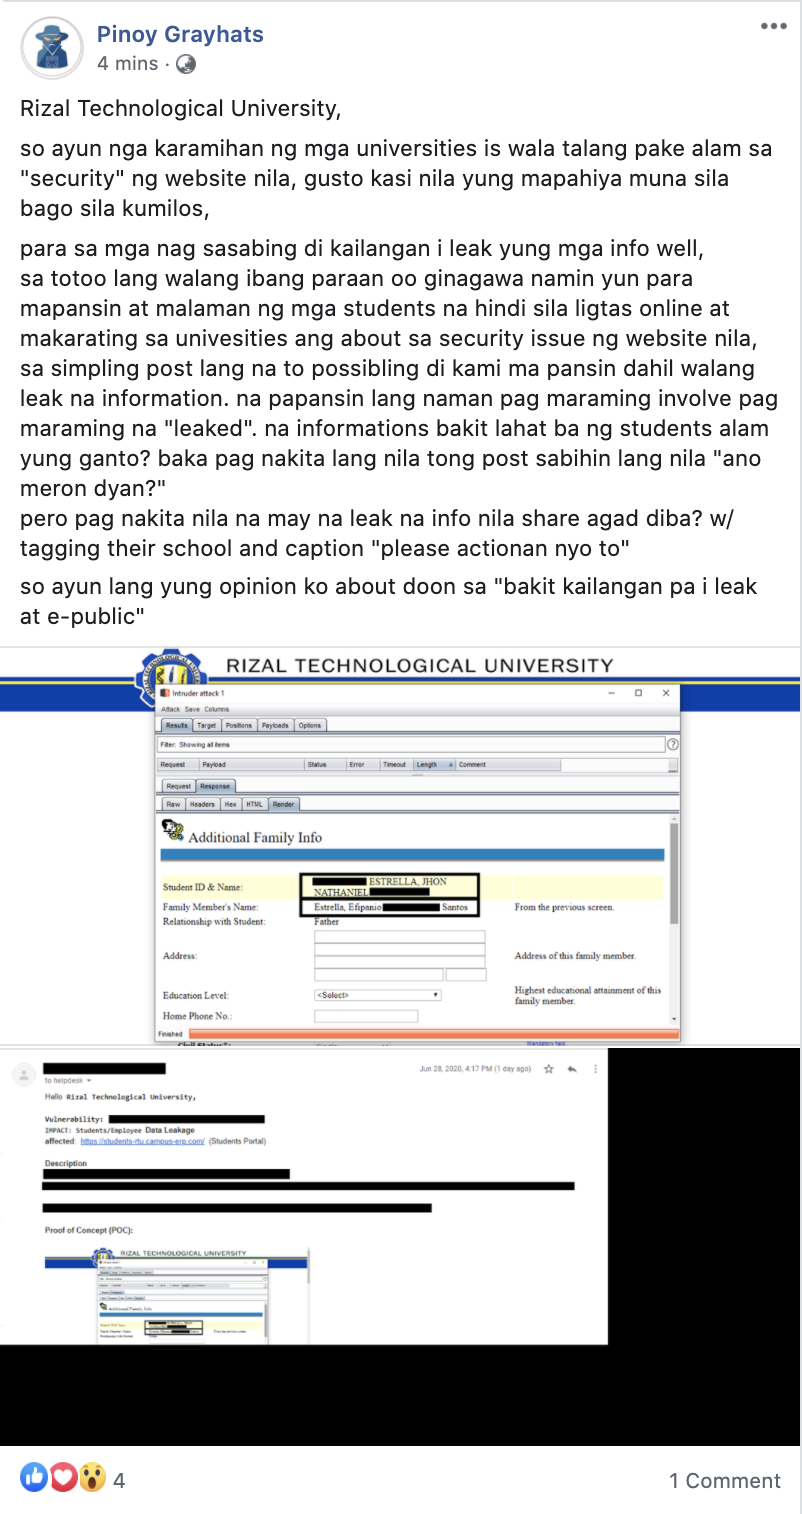 Pinoy Grayhats
4 mins ·
Rizal Technological University,
so ayun nga karamihan ng mga universities is wala talang pake alam sa
"security" ng website nila, gusto kasi nila yung mapahiya muna sila
bago sila kumilos,
para sa mga nag sasabing di kailangan i leak yung mga info well,
sa totoo lang walang ibang paraan oo ginagawa namin yun para
mapansin at malaman ng mga students na hindi sila ligtas online at
makarating sa univesities ang about sa security issue ng website nila,
sa simpling post lang na to possibling di kami ma pansin dahil walang
leak na information. na papansin lang naman pag maraming involve pag
maraming na "leaked". na informations bakit lahat ba ng students alam
yung ganto? baka pag nakita lang nila tong post sabihin lang nila "ano
meron dyan?"
pero pag nakita nila na may na leak na info nila share agad diba? w/
tagging their school and caption "please actionan nyo to"
so ayun lang yung opinion ko about doon sa "bakit kailangan pa i leak
at e-public"
RIZAL TECHNOLOGICAL UNIVERSITY
Intruder attack 1
Attack Save Columns
Results Target Positions Payloads Options
Filter: Showing all items
Request Payload Status Error Timeout Length Comment
Request Response
Raw Headers Hex HTML Render
Additional Family Info
Student ID & Name: ESTRELLA, JHON
NATHANIEL
Family Member's Name: Estrella, Efipanio Santos From the previous screen.
Relationship with Student: Father
Address: Address of this family member.
Education Level: <Select> Highest educational attainment of this
family member.
Home Phone No.:
Finished
Civil Status*: Mandatory field
Jun 28, 2020, 4:17 PM (1 day ago)
to helpdesk
Hello Rizal Technological University,
Vulnerability:
IMPACT: Students/Employee Data Leakage
affected: https://students-rtu.campus-erp.com/ (Students Portal)
Description
Proof of Concept (POC):
RIZAL TECHNOLOGICAL UNIVERSITY
Additional Family Info
4
1 Comment